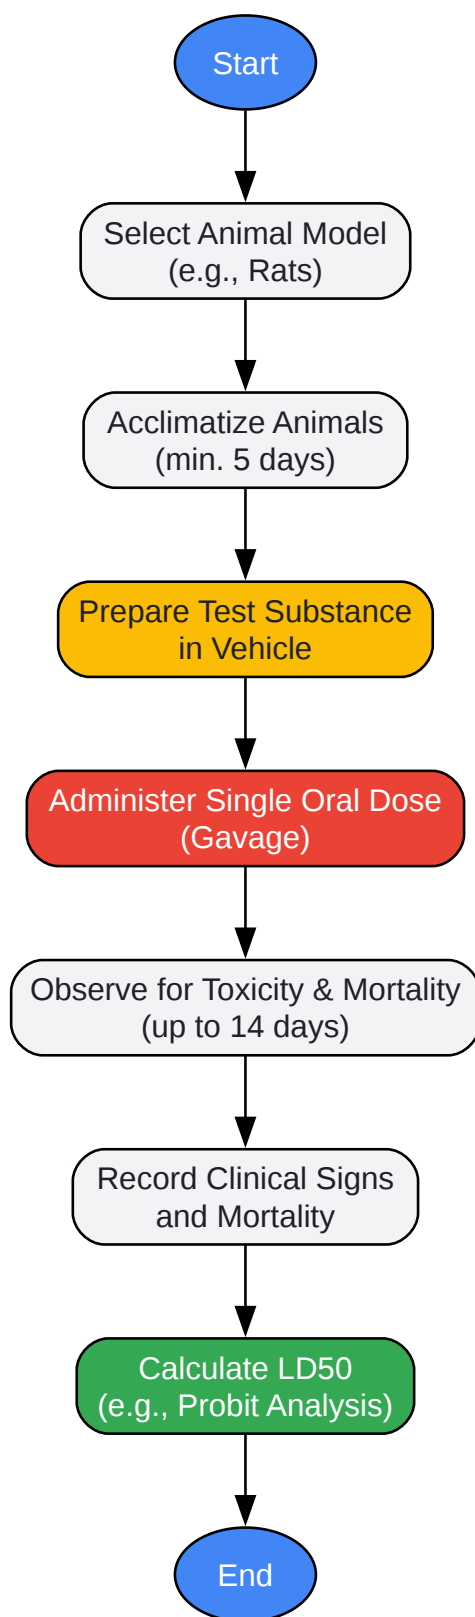 Start
Select Animal Model
(e.g., Rats)
Acclimatize Animals
(min. 5 days)
Prepare Test Substance
in Vehicle
Administer Single Oral Dose
(Gavage)
Observe for Toxicity & Mortality
(up to 14 days)
Record Clinical Signs
and Mortality
Calculate LD50
(e.g., Probit Analysis)
End